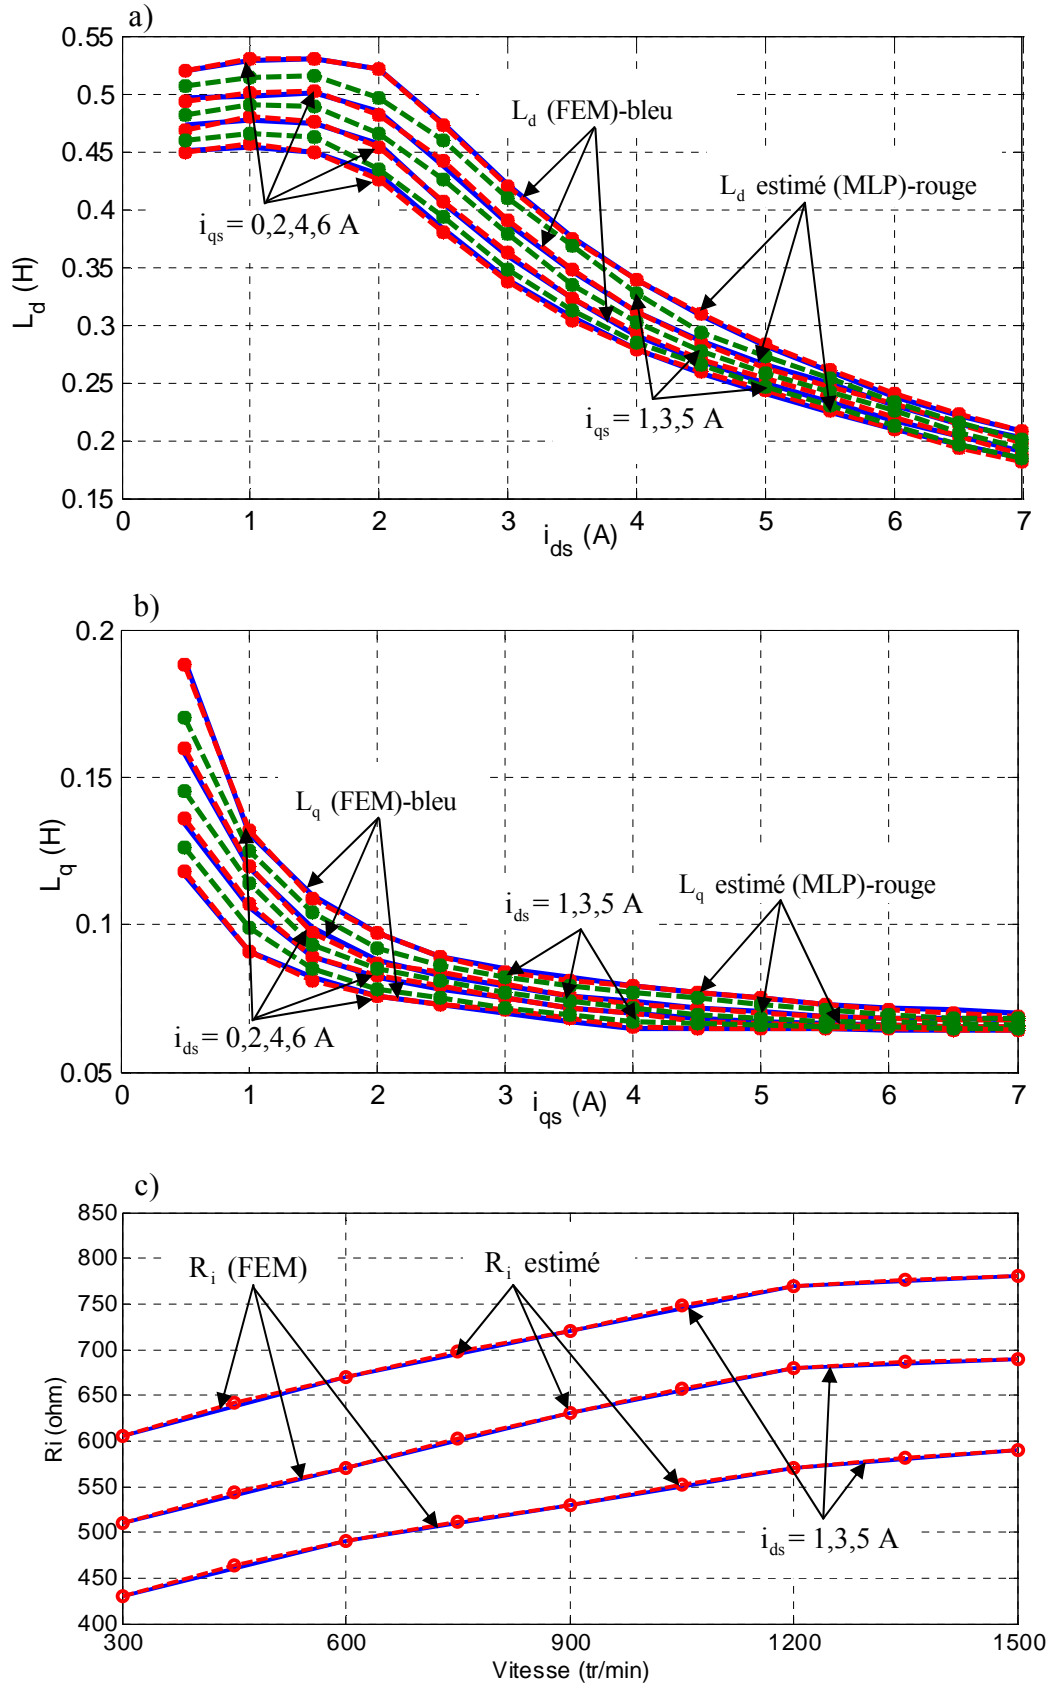 a)
0.55
0.5
0.45
0.4
0.35
0.3
0.25
0.2
0.15
L_d (H)
L_d (FEM)-bleu
L_d estimé (MLP)-rouge
i_qs = 0,2,4,6 A
i_qs = 1,3,5 A
0 1 2 3 4 5 6 7
i_ds (A)
b)
0.2
0.15
0.1
0.05
L_q (H)
L_q (FEM)-bleu
i_ds = 1,3,5 A
L_q estimé (MLP)-rouge
i_ds = 0,2,4,6 A
0 1 2 3 4 5 6 7
i_qs (A)
c)
850
800
750
700
650
600
550
500
450
400
Ri (ohm)
R_i (FEM)
R_i estimé
i_ds = 1,3,5 A
300 600 900 1200 1500
Vitesse (tr/min)